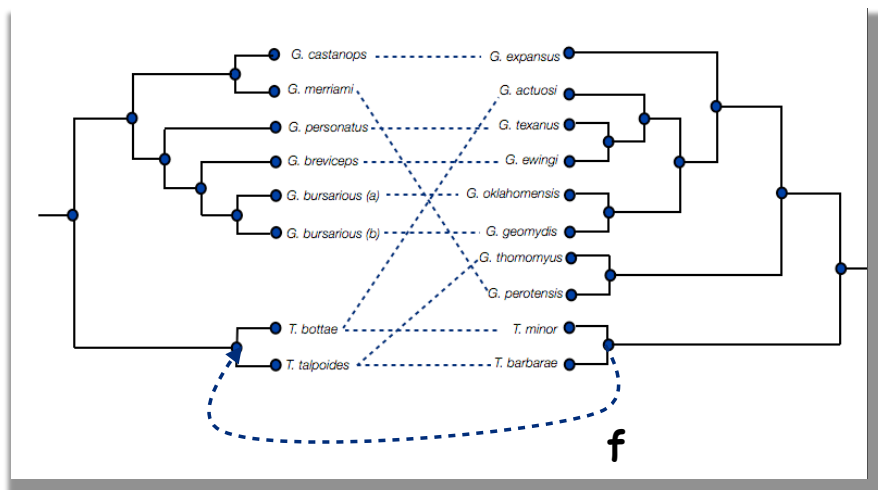 G. castanops
G. expansus
G. merriami
G. actuosi
G. personatus
G. texanus
G. breviceps
G. ewingi
G. bursarious (a)
G. oklahomensis
G. bursarious (b)
G. geomydis
G. thomomyus
G. perotensis
T. bottae
T. minor
T. talpoides
T. barbarae
f